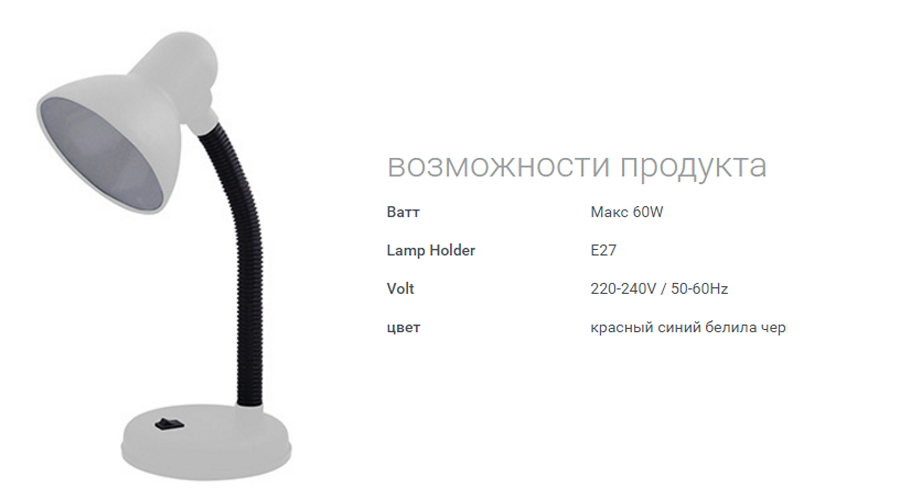 возможности продукта
Ватт Макс 60W
Lamp Holder E27
Volt 220-240V / 50-60Hz
цвет красный синий белила чер